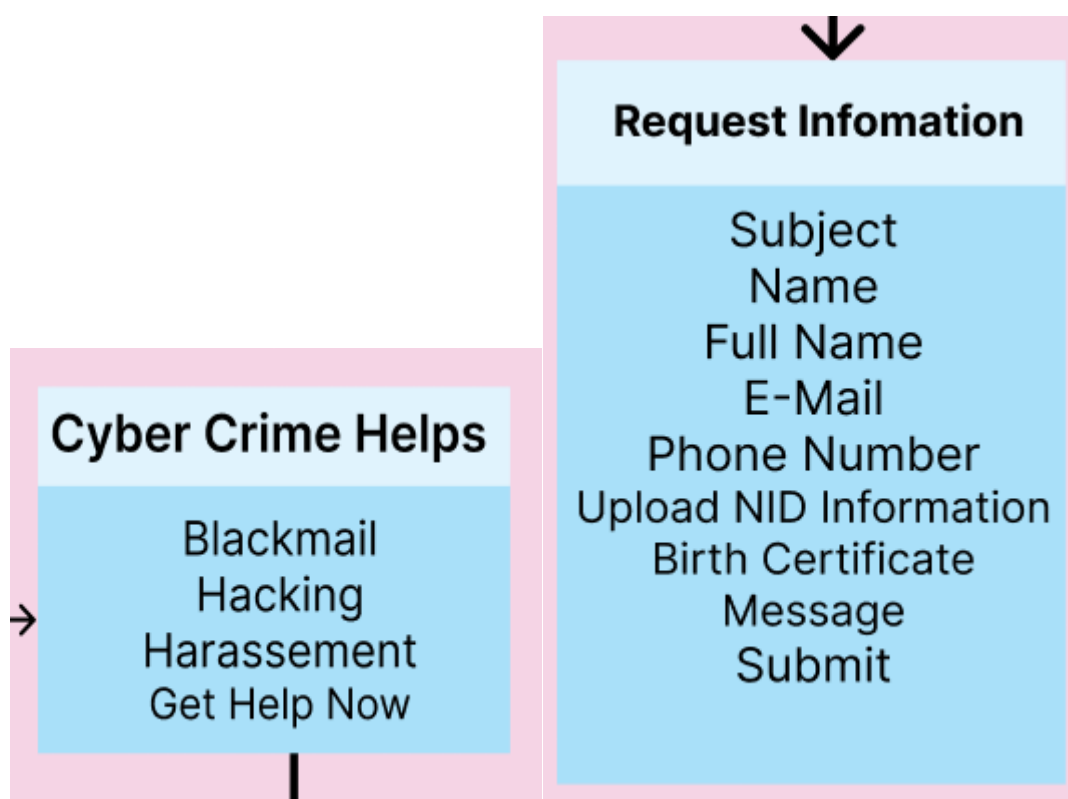 Cyber Crime Helps
Blackmail
Hacking
Harassement
Get Help Now
Request Infomation
Subject
Name
Full Name
E-Mail
Phone Number
Upload NID Information
Birth Certificate
Message
Submit